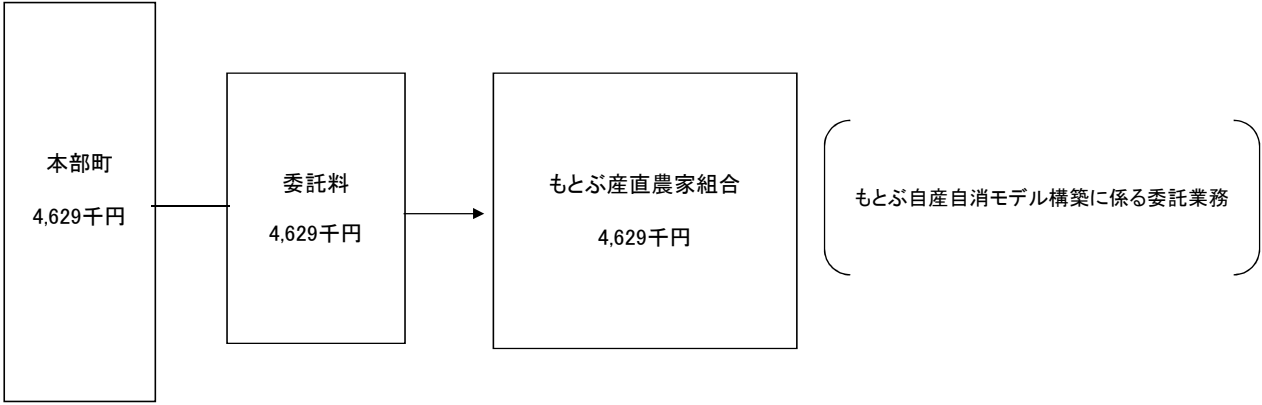 本部町
4,629千円
委託料
4,629千円
もとぶ産直農家組合
4,629千円
もとぶ自産自消モデル構築に係る委託業務